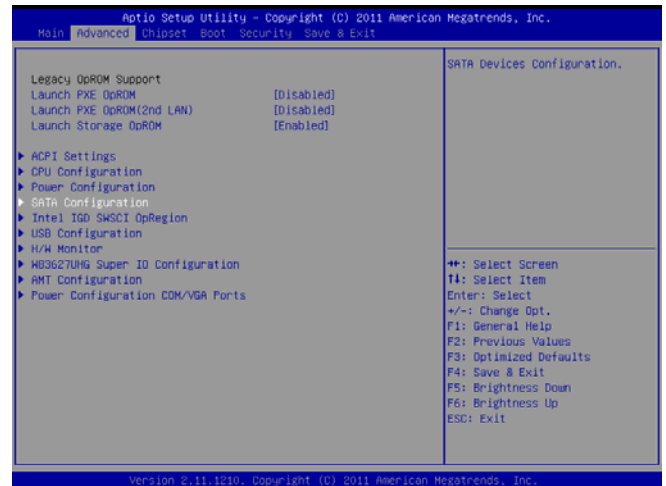 Aptio Setup Utility - Copyright (C) 2011 American Megatrends, Inc.
Main Advanced Chipset Boot Security Save & Exit
Legacy OpROM Support
Launch PXE OpROM [Disabled]
Launch PXE OpROM(2nd LAN) [Disabled]
Launch Storage OpROM [Enabled]
ACPI Settings
CPU Configuration
Power Configuration
SATA Configuration
Intel IGD SWSCI OpRegion
USB Configuration
H/W Monitor
W83627UHG Super IO Configuration
AMT Configuration
Power Configuration COM/VGA Ports
SATA Devices Configuration.
→←: Select Screen
↑↓: Select Item
Enter: Select
+/-: Change Opt.
F1: General Help
F2: Previous Values
F3: Optimized Defaults
F4: Save & Exit
F5: Brightness Down
F6: Brightness Up
ESC: Exit
Version 2.11.1210. Copyright (C) 2011 American Megatrends, Inc.